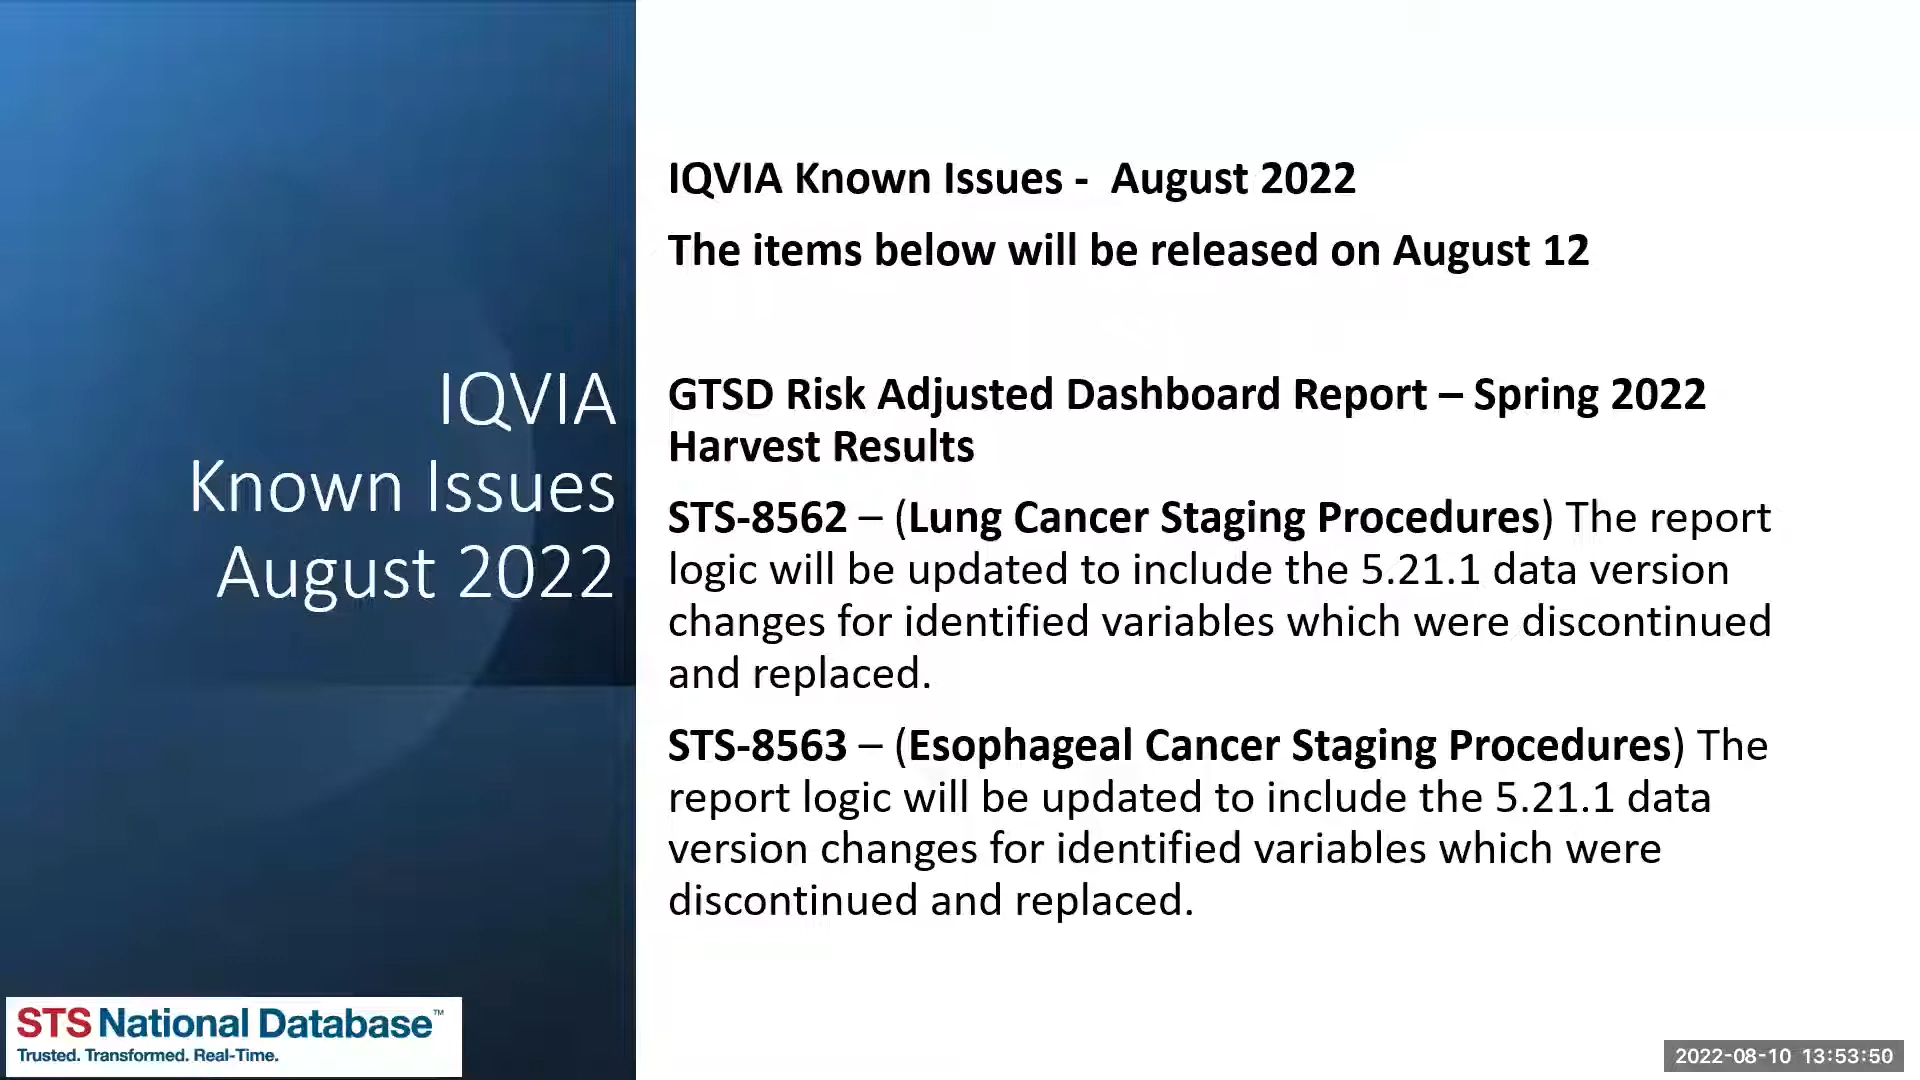 IQVIA
Known Issues
August 2022
IQVIA Known Issues -  August 2022
The items below will be released on August 12
GTSD Risk Adjusted Dashboard Report – Spring 2022
Harvest Results
STS-8562 – (Lung Cancer Staging Procedures) The report
logic will be updated to include the 5.21.1 data version
changes for identified variables which were discontinued
and replaced.
STS-8563 – (Esophageal Cancer Staging Procedures) The
report logic will be updated to include the 5.21.1 data
version changes for identified variables which were
discontinued and replaced.
STS National Database™
Trusted. Transformed. Real-Time.
2022-08-10 13:53:50